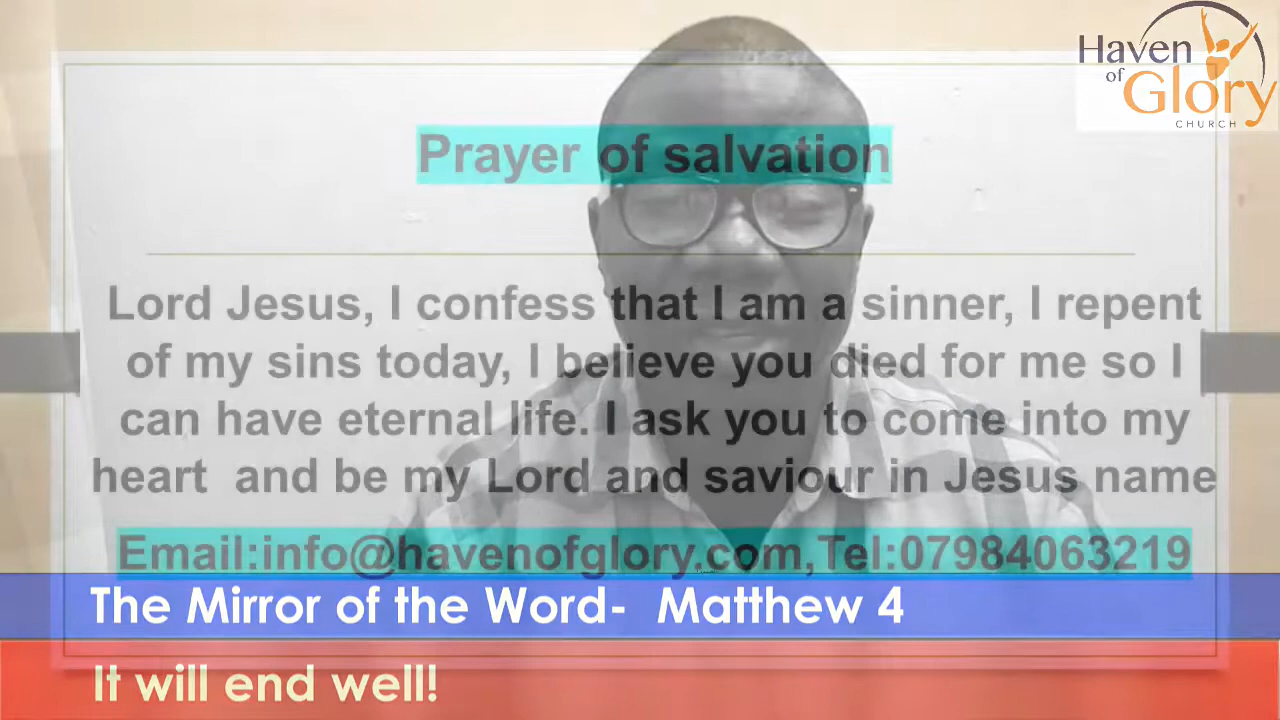 Haven
of
Glory
CHURCH
Prayer of salvation
Lord Jesus, I confess that I am a sinner, I repent
of my sins today, I believe you died for me so I
can have eternal life. I ask you to come into my
heart  and be my Lord and saviour in Jesus name
Email:info@havenofglory.com,Tel:07984063219
The Mirror of the Word-  Matthew 4
It will end well!